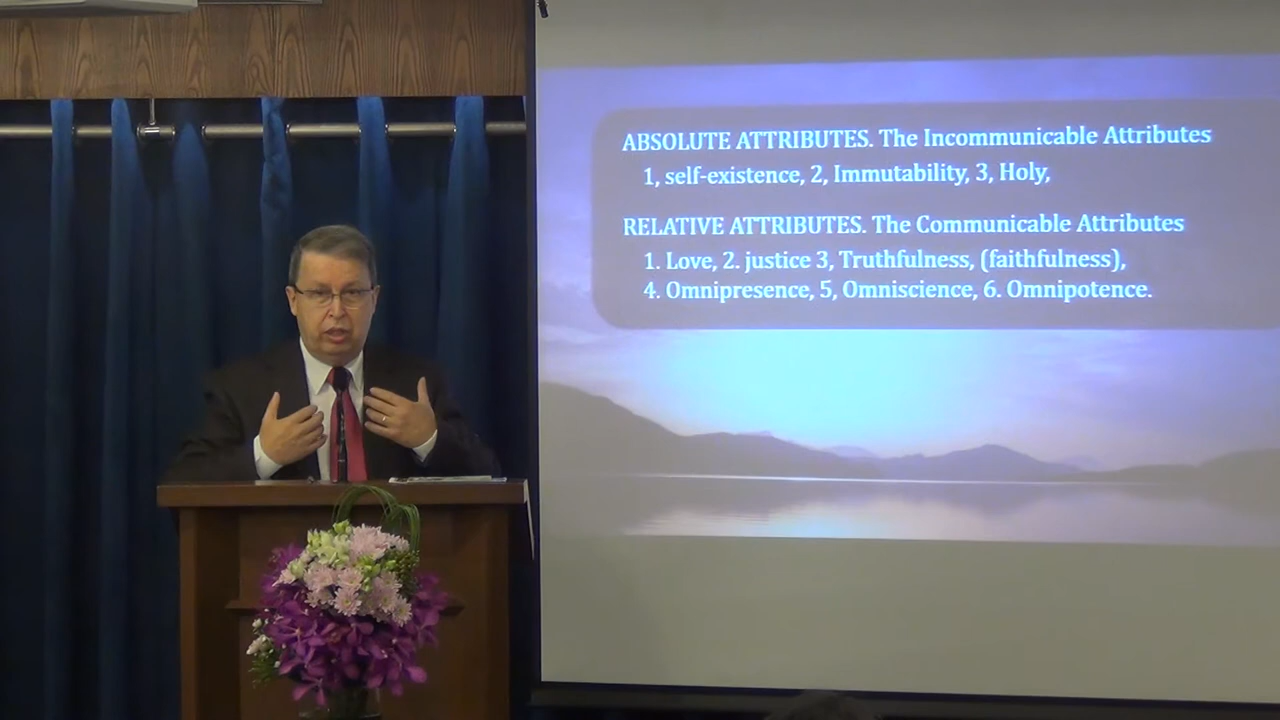 ABSOLUTE ATTRIBUTES. The Incommunicable Attributes
1, self-existence, 2, Immutability, 3, Holy,
RELATIVE ATTRIBUTES. The Communicable Attributes
1. Love, 2. justice 3, Truthfulness, (faithfulness),
4. Omnipresence, 5, Omniscience, 6. Omnipotence.